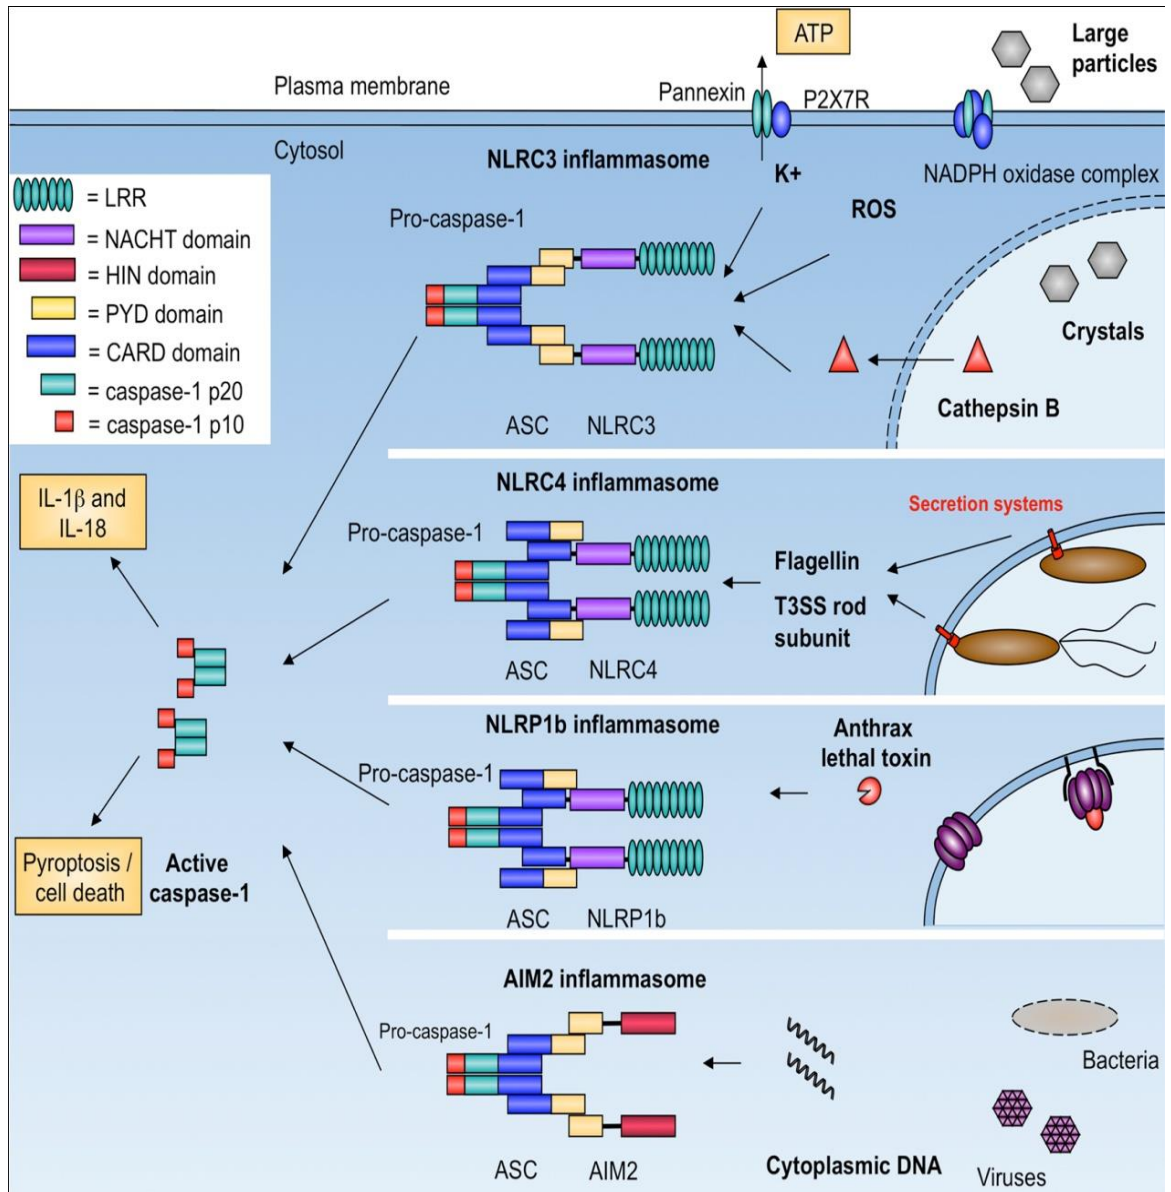 ATP
Large
particles
Plasma membrane
Pannexin
P2X7R
Cytosol
NLRC3 inflammasome
K+
NADPH oxidase complex
ROS
= LRR
= NACHT domain
= HIN domain
= PYD domain
= CARD domain
= caspase-1 p20
= caspase-1 p10
Pro-caspase-1
Crystals
Cathepsin B
ASC
NLRC3
NLRC4 inflammasome
IL-1β and
IL-18
Pro-caspase-1
Secretion systems
Flagellin
T3SS rod
subunit
ASC
NLRC4
NLRP1b inflammasome
Anthrax
lethal toxin
Pro-caspase-1
Pyroptosis /
cell death
Active
caspase-1
ASC
NLRP1b
AIM2 inflammasome
Pro-caspase-1
Bacteria
ASC
AIM2
Cytoplasmic DNA
Viruses